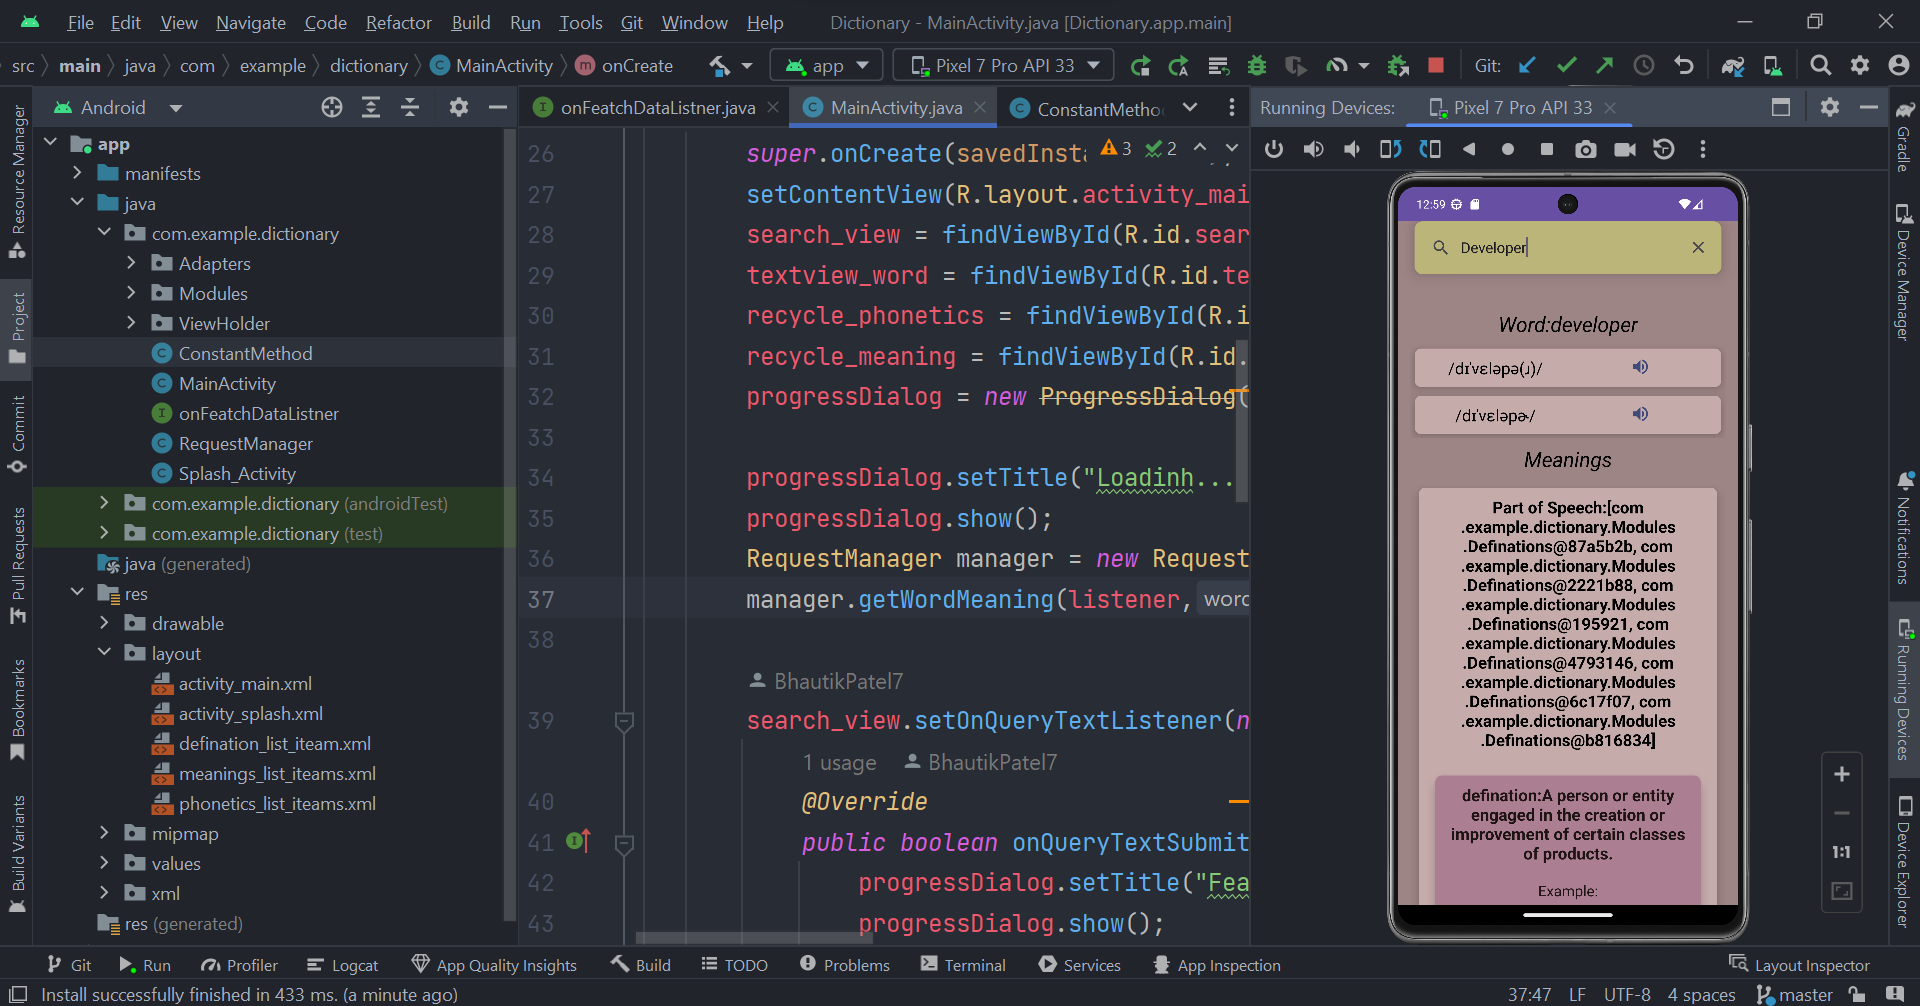 File Edit View Navigate Code Refactor Build Run Tools Git Window Help Dictionary - MainActivity.java [Dictionary.app.main]
src main java com example dictionary MainActivity onCreate app Pixel 7 Pro API 33 Git:
Resource Manager
Project
Commit
Pull Requests
Bookmarks
Build Variants
Android
app
manifests
java
com.example.dictionary
Adapters
Modules
ViewHolder
ConstantMethod
MainActivity
onFeatchDataListner
RequestManager
Splash_Activity
com.example.dictionary (androidTest)
com.example.dictionary (test)
java (generated)
res
drawable
layout
activity_main.xml
activity_splash.xml
defination_list_iteam.xml
meanings_list_iteams.xml
phonetics_list_iteams.xml
mipmap
values
xml
res (generated)
onFeatchDataListner.java MainActivity.java ConstantMetho
3 2
26 super.onCreate(savedInst
27 setContentView(R.layout.activity_mai
28 search_view = findViewById(R.id.sear
29 textview_word = findViewById(R.id.te
30 recycle_phonetics = findViewById(R.i
31 recycle_meaning = findViewById(R.id.
32 progressDialog = new ProgressDialog(
33
34 progressDialog.setTitle("Loadinh...
35 progressDialog.show();
36 RequestManager manager = new Request
37 manager.getWordMeaning(listener, word
38
BhautikPatel7
39 search_view.setOnQueryTextListener(n
1 usage BhautikPatel7
40 @Override
41 public boolean onQueryTextSubmit
42 progressDialog.setTitle("Fea
43 progressDialog.show();
Running Devices: Pixel 7 Pro API 33
12:59
Developer
Word:developer
/dɪˈvɛləpə(ɹ)/
/dɪˈvɛləpɚ/
Meanings
Part of Speech:[com
.example.dictionary.Modules
.Definations@87a5b2b, com
.example.dictionary.Modules
.Definations@2221b88, com
.example.dictionary.Modules
.Definations@195921, com
.example.dictionary.Modules
.Definations@4793146, com
.example.dictionary.Modules
.Definations@6c17f07, com
.example.dictionary.Modules
.Definations@b816834]
defination:A person or entity
engaged in the creation or
improvement of certain classes
of products.
Example:
1:1
Gradle
Device Manager
Notifications
Running Devices
Device Explorer
Git Run Profiler Logcat App Quality Insights Build TODO Problems Terminal Services App Inspection Layout Inspector
Install successfully finished in 433 ms. (a minute ago) 37:47 LF UTF-8 4 spaces master